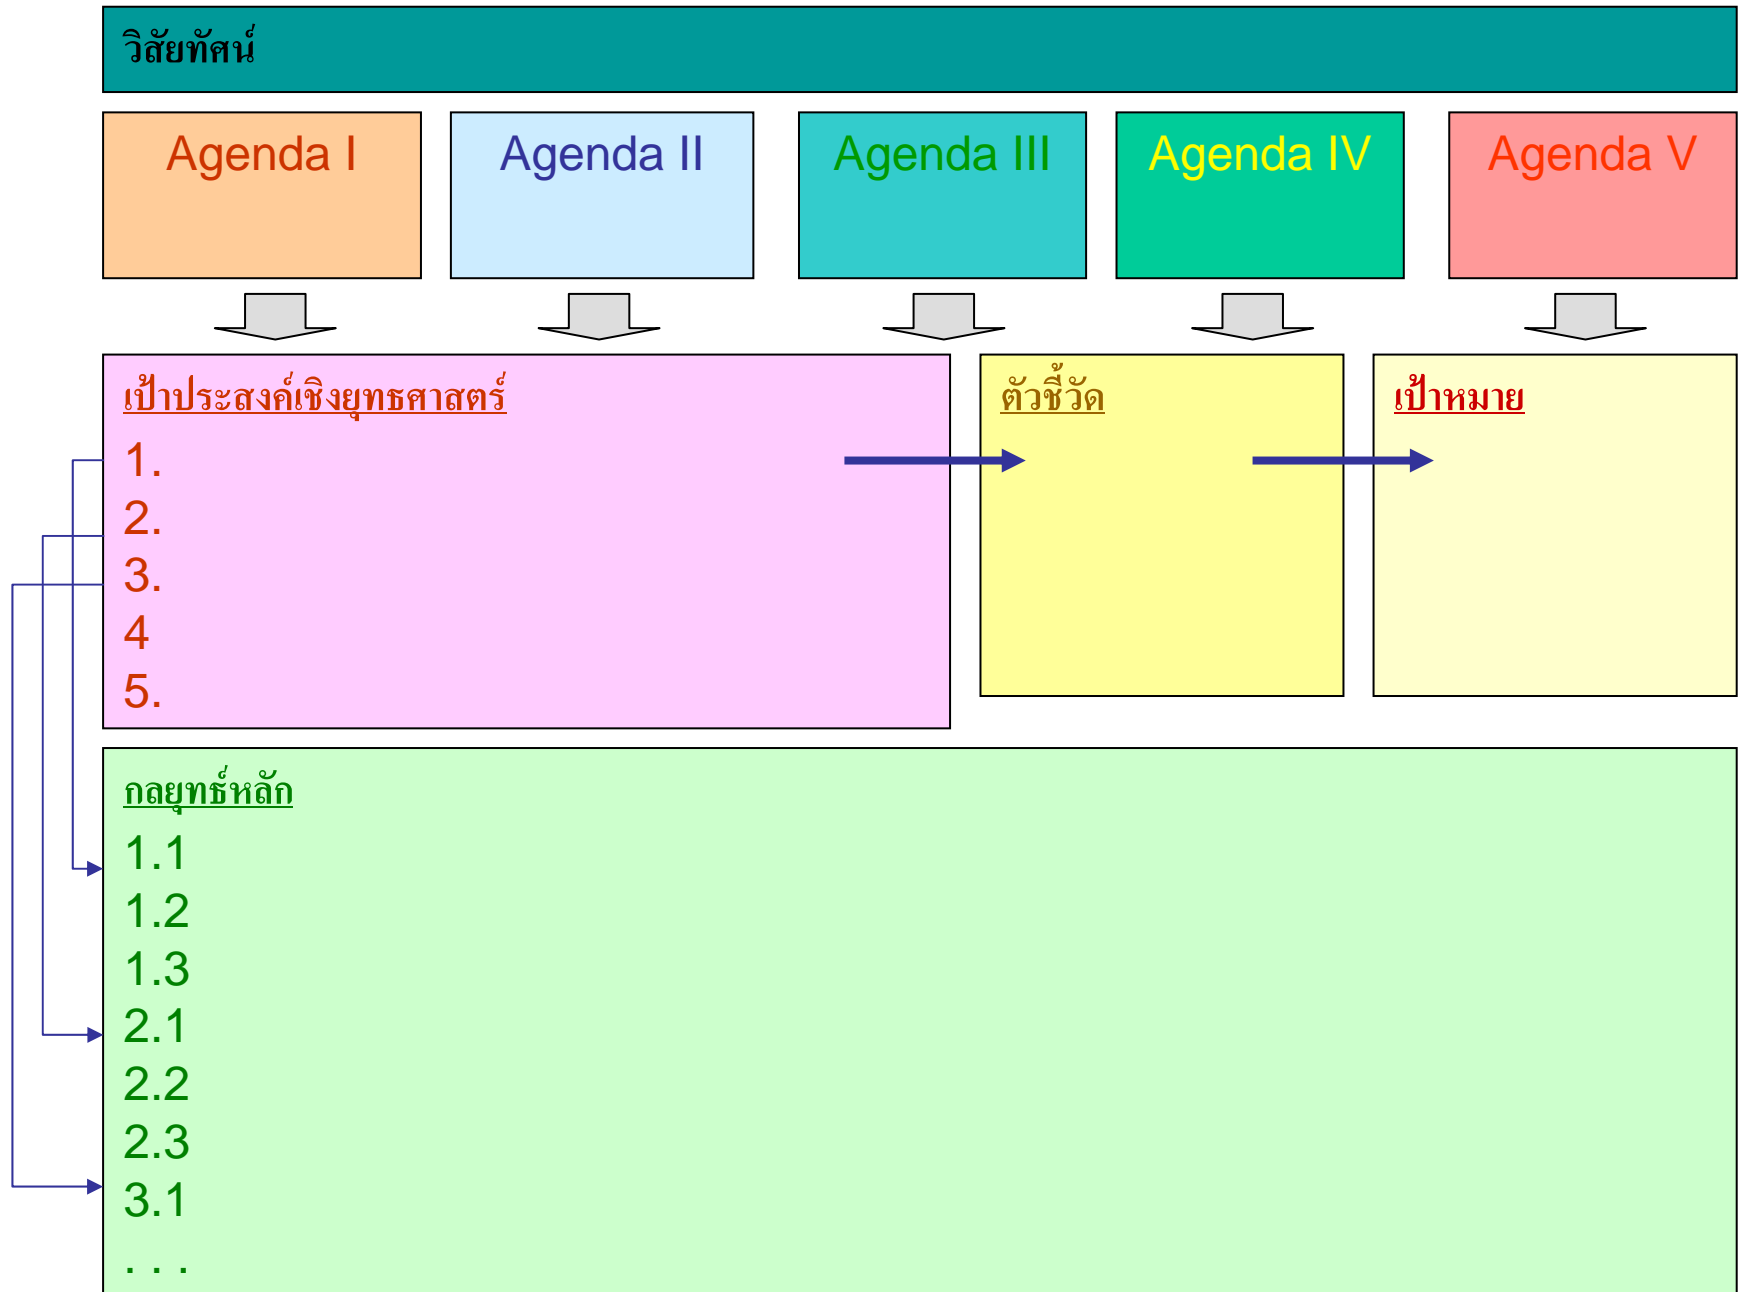 วิสัยทัศน์
Agenda I
Agenda II
Agenda III
Agenda IV
Agenda V
เป้าประสงค์เชิงยุทธศาสตร์
1.
2.
3.
4
5.
ตัวชี้วัด
เป้าหมาย
กลยุทธ์หลัก
1.1
1.2
1.3
2.1
2.2
2.3
3.1
. . .